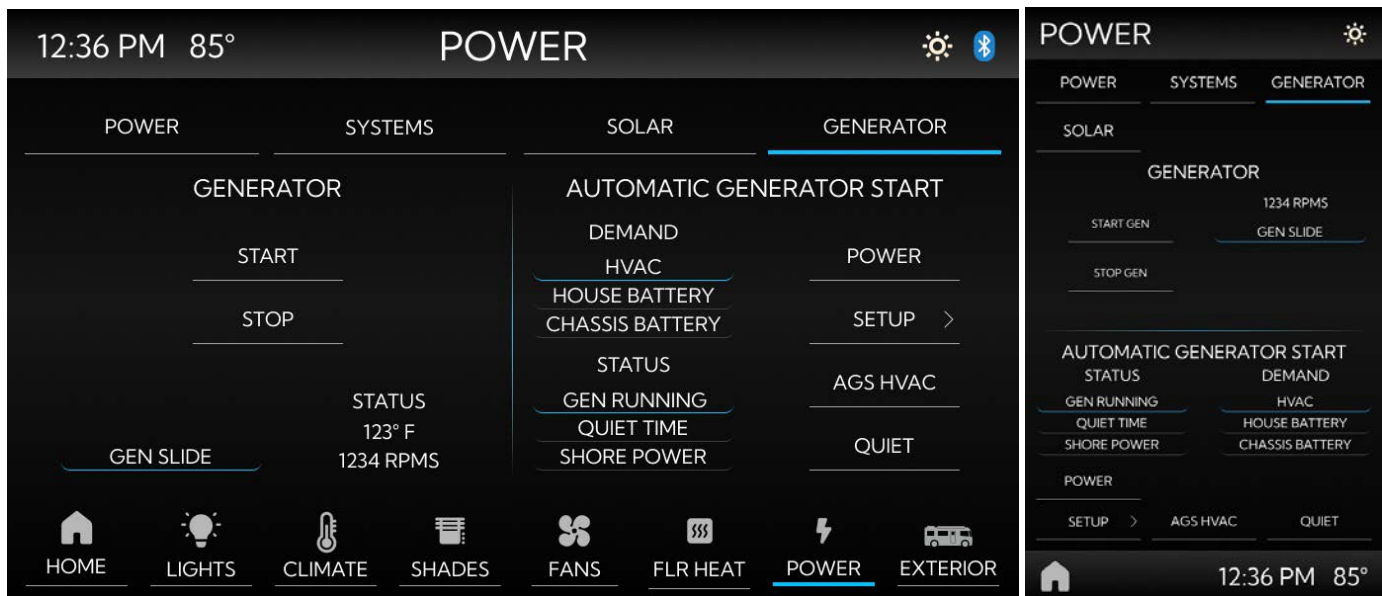 12:36 PM 85° POWER
POWER SYSTEMS SOLAR GENERATOR
GENERATOR
START
STOP
GEN SLIDE
STATUS
123° F
1234 RPMS
AUTOMATIC GENERATOR START
DEMAND
HVAC
HOUSE BATTERY
CHASSIS BATTERY
STATUS
GEN RUNNING
QUIET TIME
SHORE POWER
POWER
SETUP >
AGS HVAC
QUIET
HOME LIGHTS CLIMATE SHADES FANS FLR HEAT POWER EXTERIOR
POWER
POWER SYSTEMS GENERATOR
SOLAR
GENERATOR
1234 RPMS
START GEN GEN SLIDE
STOP GEN
AUTOMATIC GENERATOR START
STATUS DEMAND
GEN RUNNING HVAC
QUIET TIME HOUSE BATTERY
SHORE POWER CHASSIS BATTERY
POWER
SETUP > AGS HVAC QUIET
12:36 PM 85°